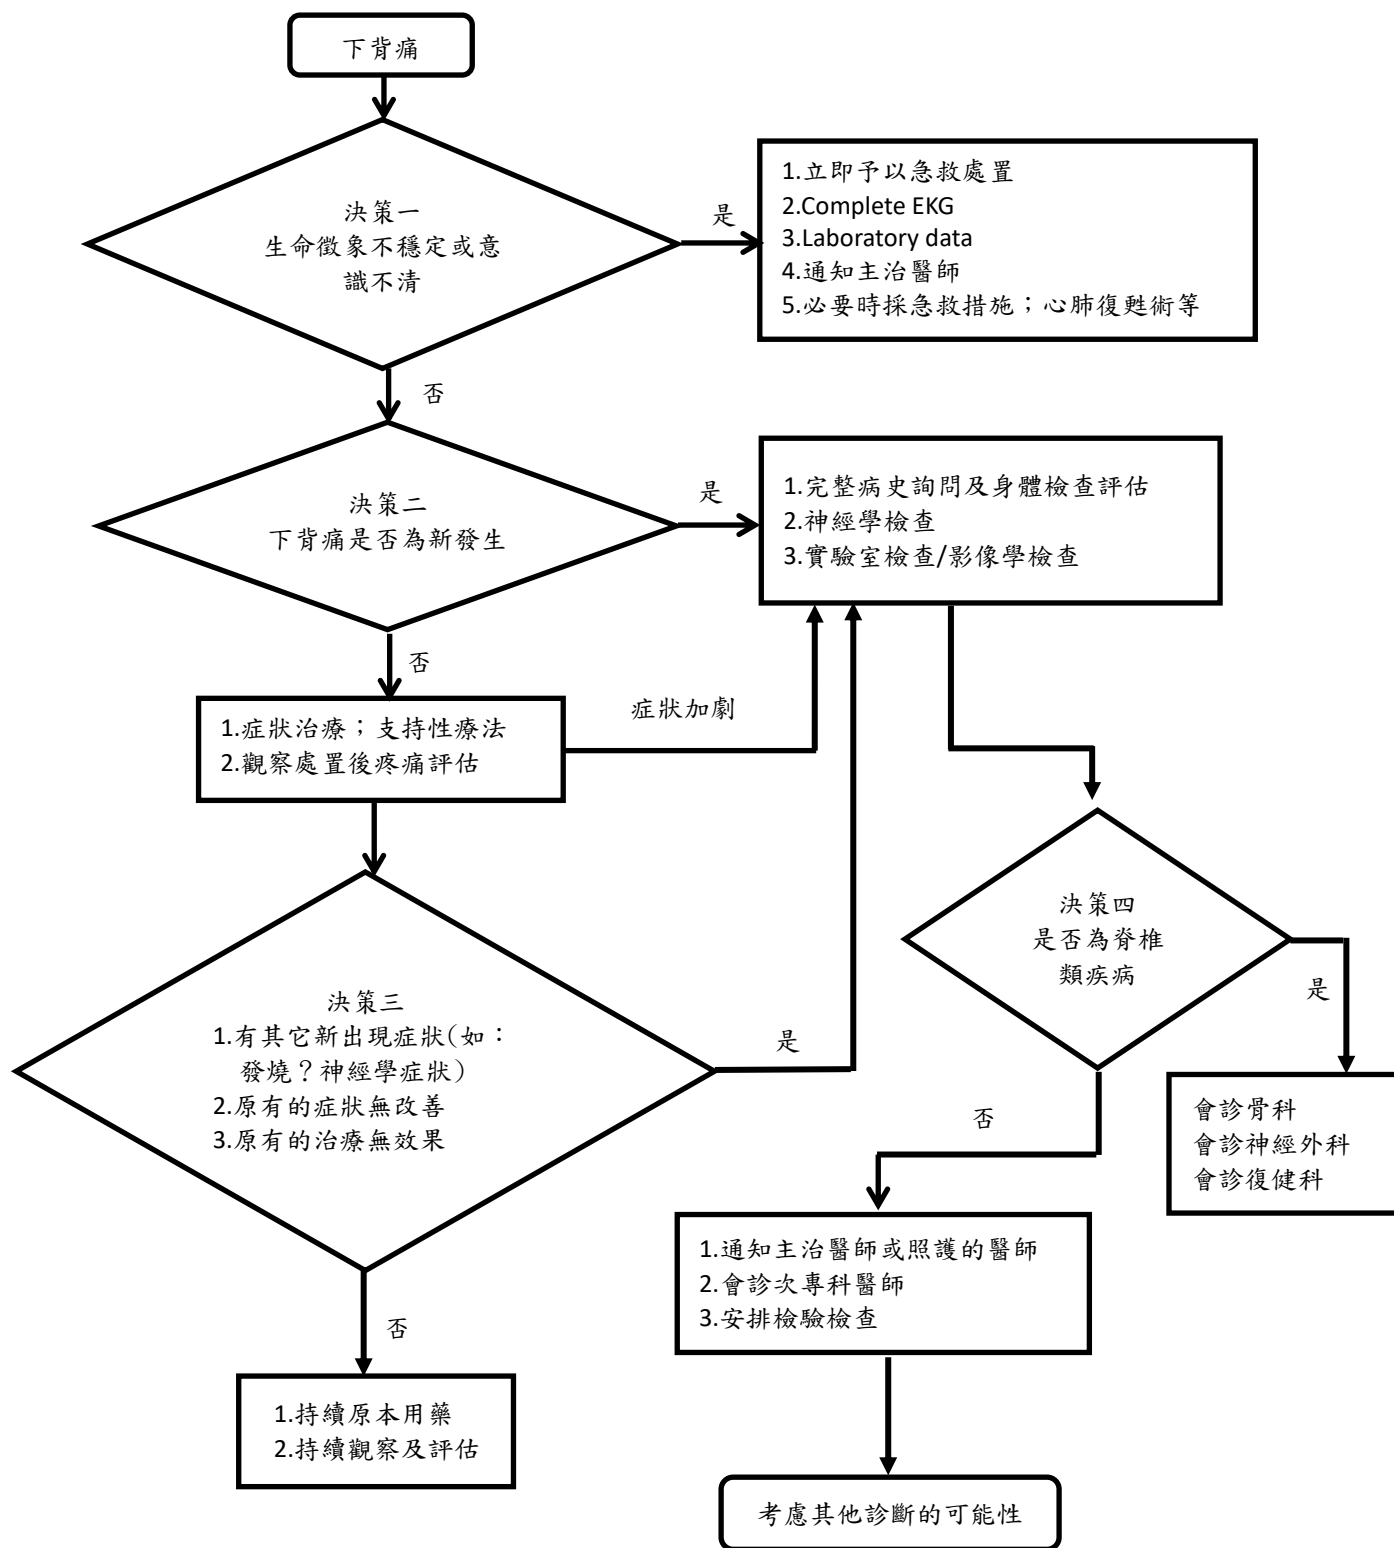 下背痛
決策一
生命徵象不穩定或意
識不清
是
1.立即予以急救處置
2.Complete EKG
3.Laboratory data
4.通知主治醫師
5.必要時採急救措施；心肺復甦術等
否
決策二
下背痛是否為新發生
是
1.完整病史詢問及身體檢查評估
2.神經學檢查
3.實驗室檢查/影像學檢查
否
1.症狀治療；支持性療法
2.觀察處置後疼痛評估
症狀加劇
決策三
1.有其它新出現症狀(如：
發燒？神經學症狀)
2.原有的症狀無改善
3.原有的治療無效果
是
決策四
是否為脊椎
類疾病
是
會診骨科
會診神經外科
會診復健科
否
1.通知主治醫師或照護的醫師
2.會診次專科醫師
3.安排檢驗檢查
否
1.持續原本用藥
2.持續觀察及評估
考慮其他診斷的可能性